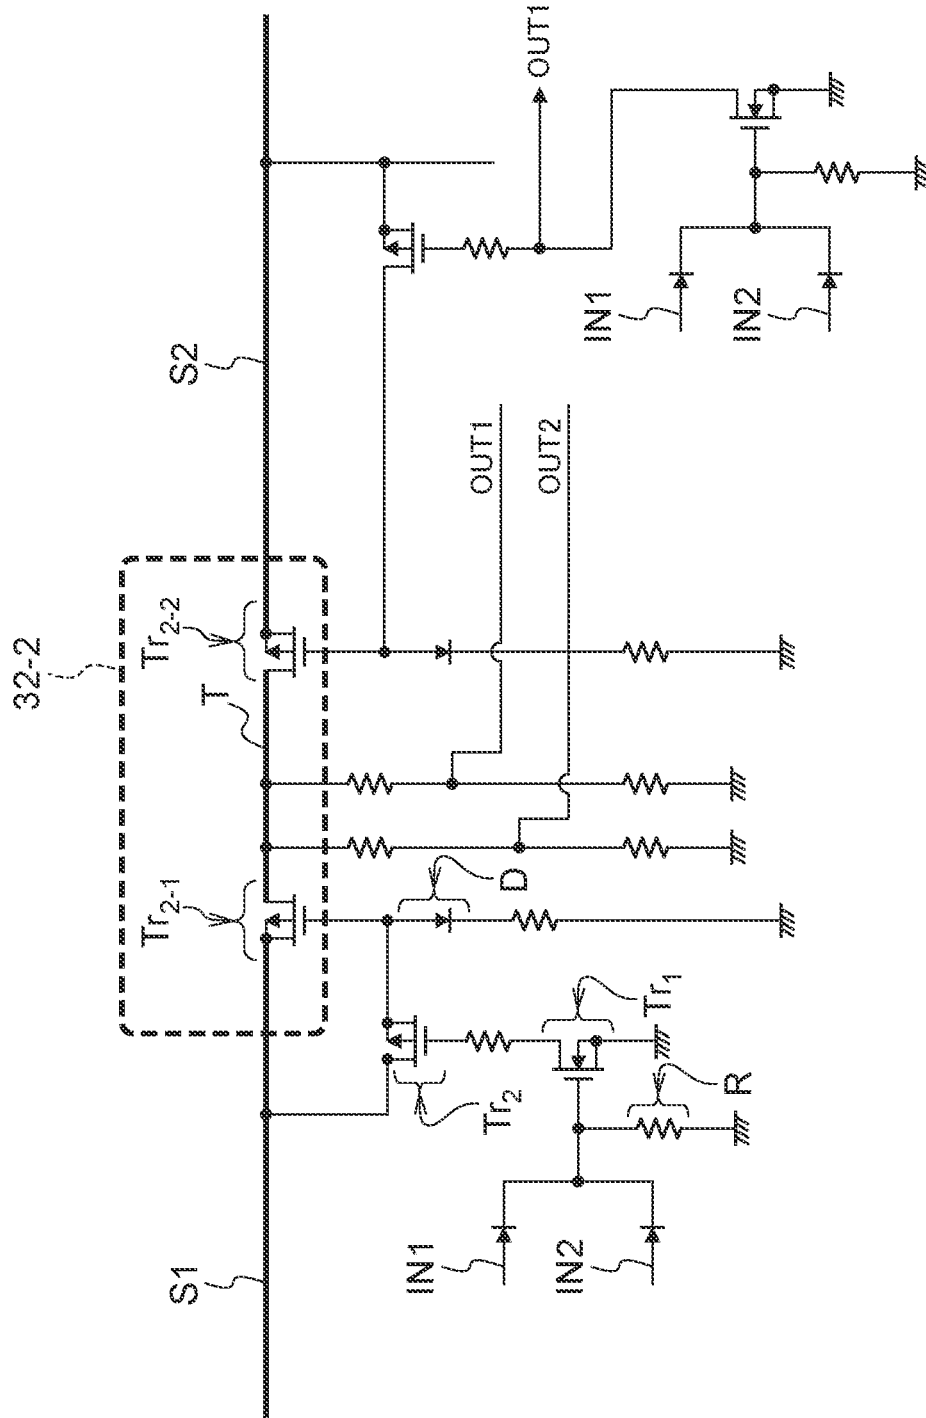 32-2
S1
Tr2-1
T
Tr2-2
S2
IN1
IN2
Tr2
Tr1
R
D
OUT1
OUT2
IN1
IN2
OUT1